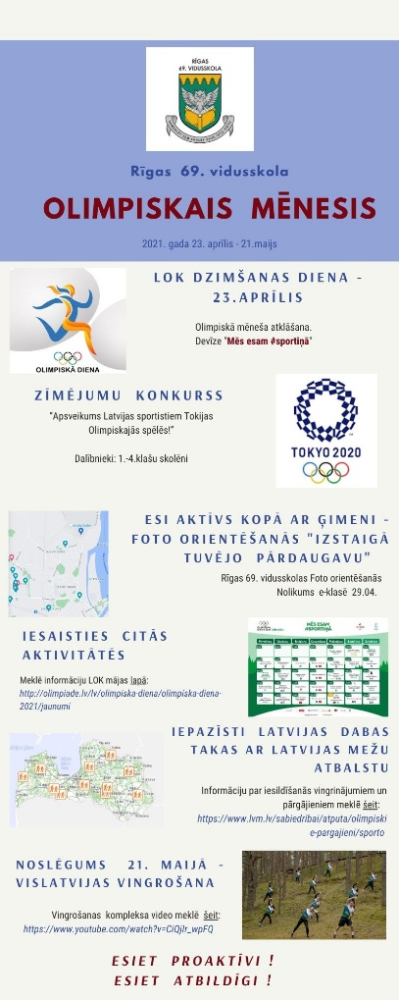 RĪGAS
69. VIDUSSKOLA
Rīgas 69. vidusskola
OLIMPISKAIS MĒNESIS
2021. gada 23. aprīlis - 21.maijs
LOK DZIMŠANAS DIENA -
23.APRĪLIS
Olimpiskā mēneša atklāšana.
Devīze "Mēs esam #sportiņā"
OLIMPISKĀ DIENA
ZĪMĒJUMU KONKURSS
"Apsveikums Latvijas sportistiem Tokijas
Olimpiskajās spēlēs!"
Dalībnieki: 1.-4.klašu skolēni
TOKYO 2020
ESI AKTĪVS KOPĀ AR ĢIMENI -
FOTO ORIENTĒŠANĀS "IZSTAIGĀ
TUVĒJO PĀRDAUGAVU"
Rīgas 69. vidusskolas Foto orientēšanās
Nolikums e-klasē 29.04.
IESAISTIES CITĀS
AKTIVITĀTĒS
Meklē informāciju LOK mājas lapā:
http://olimpiade.lv/lv/olimpiska-diena/olimpiska-diena-
2021/jaunumi
MĒS ESAM
#SPORTIŅĀ
IEPAZĪSTI LATVIJAS DABAS
TAKAS AR LATVIJAS MEŽU
ATBALSTU
Informāciju par iesildīšanās vingrinājumiem un
pārgājieniem meklē šeit:
https://www.lvm.lv/sabiedribai/atputa/olimpiski
e-pargajieni/sporto
NOSLĒGUMS 21. MAIJĀ -
VISLATVIJAS VINGROŠANA
Vingrošanas kompleksa video meklē šeit:
https://www.youtube.com/watch?v=CiQjlr_wpFQ
ESIET PROAKTĪVI !
ESIET ATBILDĪGI !